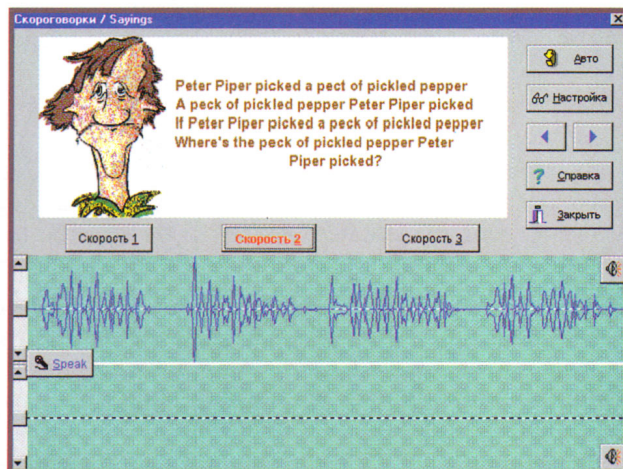 Скороговорки / Sayings
Peter Piper picked a pect of pickled pepper
A peck of pickled pepper Peter Piper picked
If Peter Piper picked a peck of pickled pepper
Where's the peck of pickled pepper Peter
Piper picked?
Авто
Настройка
Справка
Закрыть
Скорость 1
Скорость 2
Скорость 3
Speak